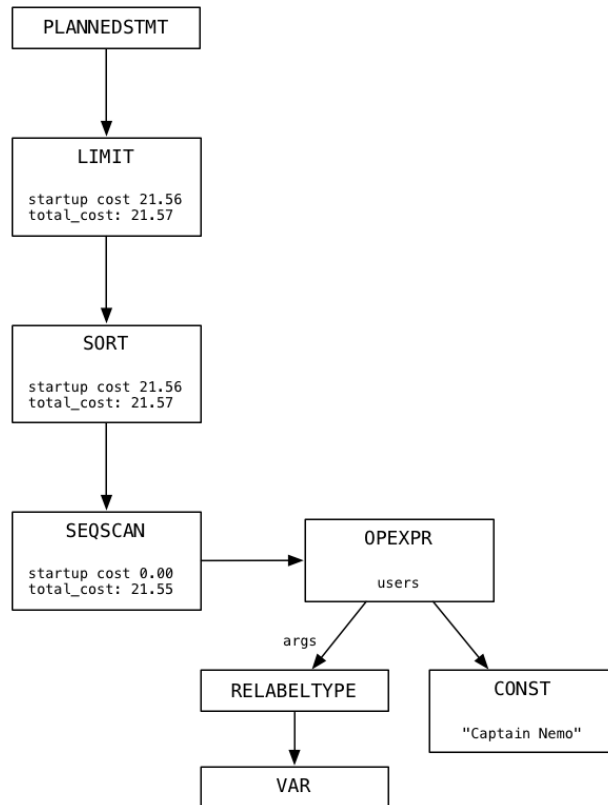 PLANNEDSTMT
LIMIT
startup cost 21.56
total_cost: 21.57
SORT
startup cost 21.56
total_cost: 21.57
SEQSCAN
startup cost 0.00
total_cost: 21.55
OPEXPR
users
args
RELABELTYPE
CONST
"Captain Nemo"
VAR